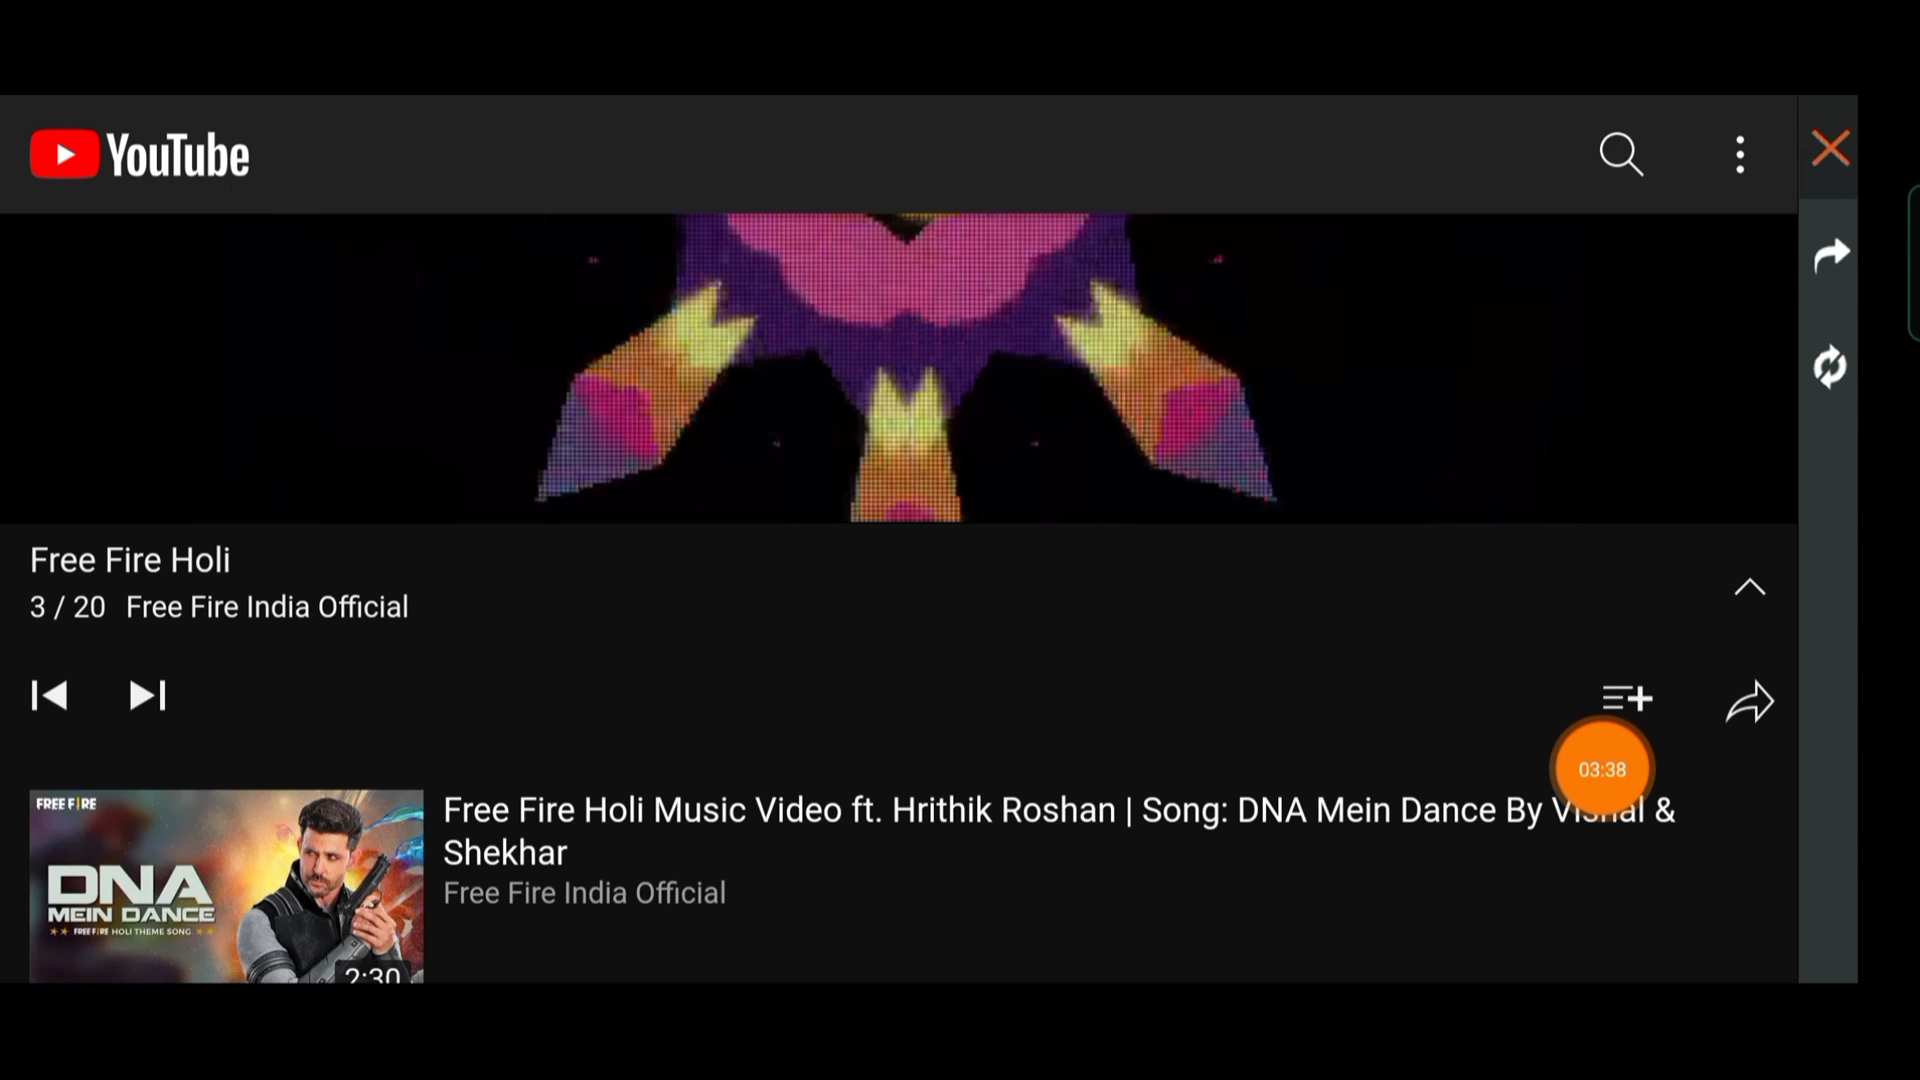 YouTube
Free Fire Holi
3 / 20 Free Fire India Official
03:38
FREE FIRE
DNA
MEIN DANCE
FREE FIRE HOLI THEME SONG
2:30
Free Fire Holi Music Video ft. Hrithik Roshan | Song: DNA Mein Dance By Vishal &
Shekhar
Free Fire India Official